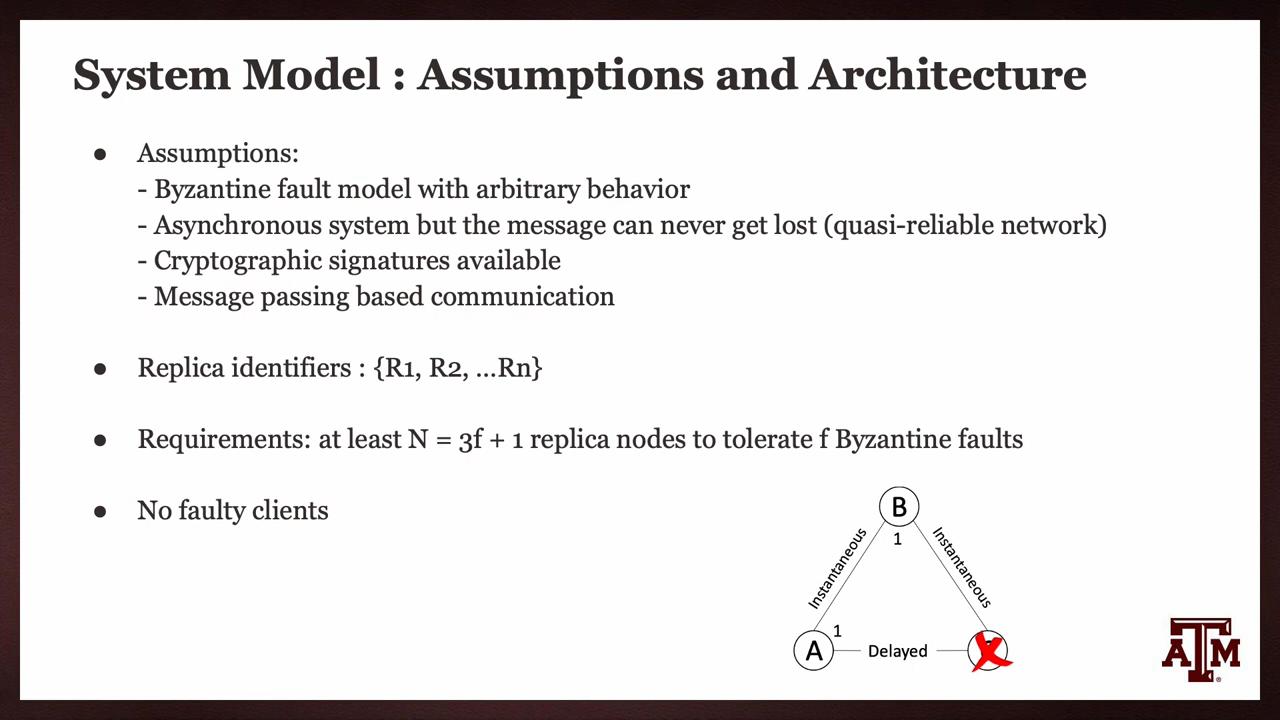 System Model : Assumptions and Architecture
● Assumptions:
- Byzantine fault model with arbitrary behavior
- Asynchronous system but the message can never get lost (quasi-reliable network)
- Cryptographic signatures available
- Message passing based communication
● Replica identifiers : {R1, R2, ...Rn}
● Requirements: at least N = 3f + 1 replica nodes to tolerate f Byzantine faults
● No faulty clients
B
1
Instantaneous
Instantaneous
1
A
Delayed
ATM
®